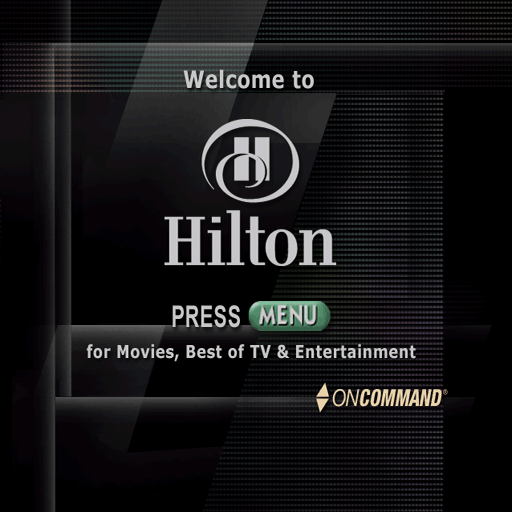 Welcome to
H
Hilton
PRESS MENU
for Movies, Best of TV & Entertainment
ONCOMMAND®